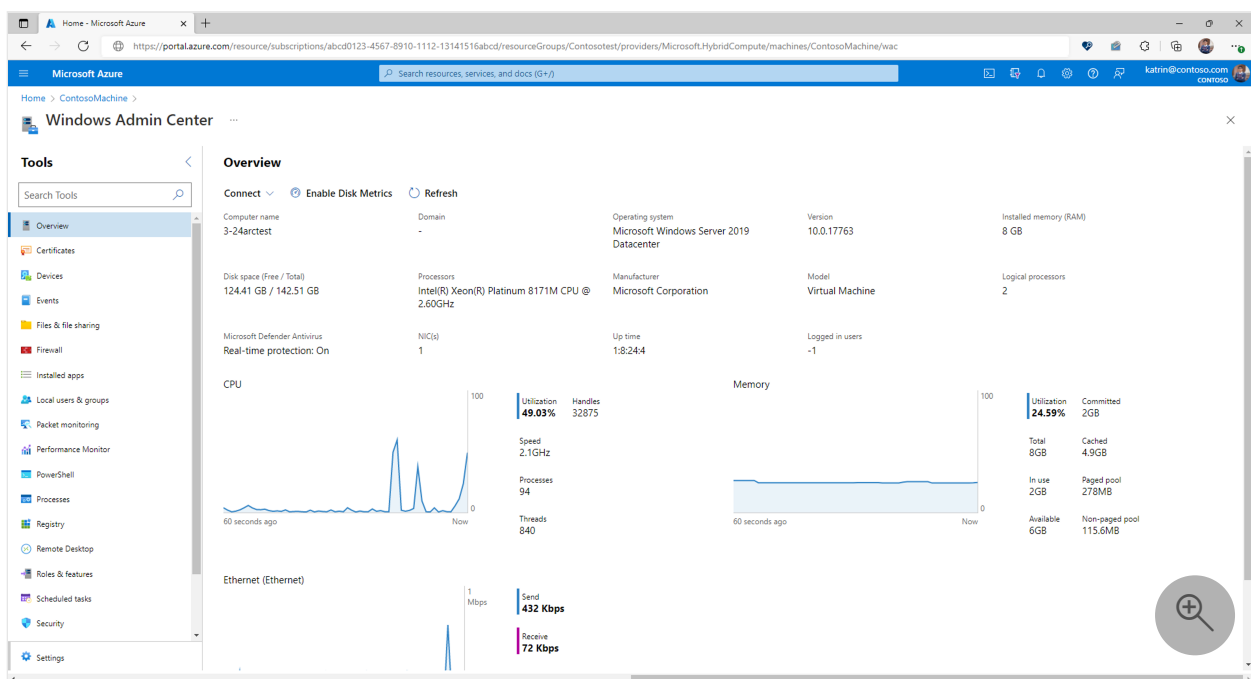 Home - Microsoft Azure
https://portal.azure.com/resource/subscriptions/abcd0123-4567-8910-1112-13141516abcd/resourceGroups/Contosotest/providers/Microsoft.HybridCompute/machines/ContosoMachine/wac
Microsoft Azure
Search resources, services, and docs (G+/)
katrin@contoso.com
CONTOSO
Home > ContosoMachine >
Windows Admin Center ...
Tools
Search Tools
Overview
Certificates
Devices
Events
Files & file sharing
Firewall
Installed apps
Local users & groups
Packet monitoring
Performance Monitor
PowerShell
Processes
Registry
Remote Desktop
Roles & features
Scheduled tasks
Security
Settings
Overview
Connect Enable Disk Metrics Refresh
Computer name
3-24arctest
Domain
-
Operating system
Microsoft Windows Server 2019
Datacenter
Version
10.0.17763
Installed memory (RAM)
8 GB
Disk space (Free / Total)
124.41 GB / 142.51 GB
Processors
Intel(R) Xeon(R) Platinum 8171M CPU @
2.60GHz
Manufacturer
Microsoft Corporation
Model
Virtual Machine
Logical processors
2
Microsoft Defender Antivirus
Real-time protection: On
NIC(s)
1
Up time
1:8:24:4
Logged in users
-1
CPU
100
0
60 seconds ago
Now
Utilization
49.03%
Handles
32875
Speed
2.1GHz
Processes
94
Threads
840
Memory
100
0
60 seconds ago
Now
Utilization
24.59%
Committed
2GB
Total
8GB
Cached
4.9GB
In use
2GB
Paged pool
278MB
Available
6GB
Non-paged pool
115.6MB
Ethernet (Ethernet)
1
Mbps
Send
432 Kbps
Receive
72 Kbps